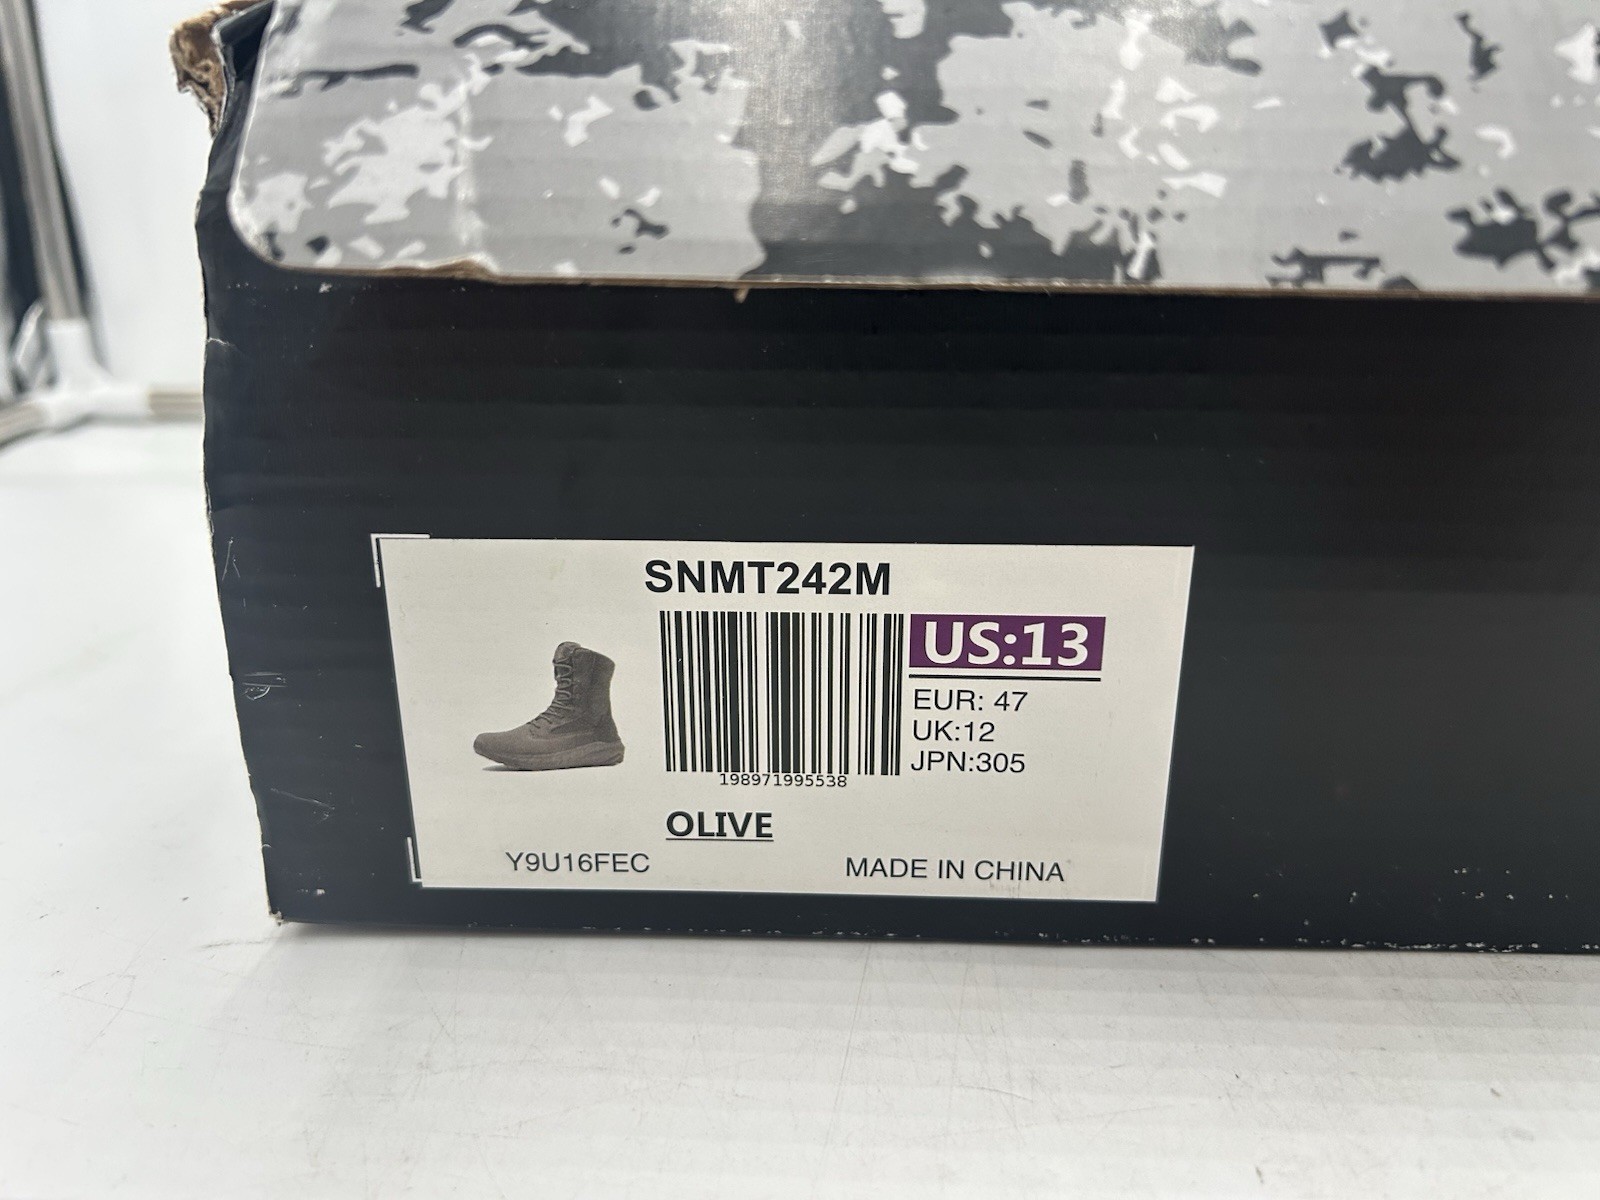 SNMT242M
US:13
EUR: 47
UK:12
JPN:305
198971995538
OLIVE
Y9U16FEC
MADE IN CHINA